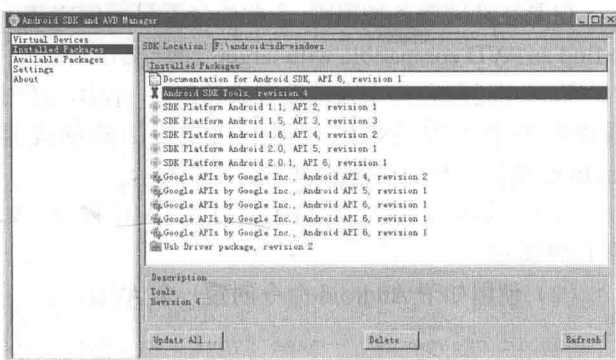 Android SDK and AVD Manager
Virtual Devices
Installed Packages
Available Packages
Settings
About
SDK Location: F:\android-sdk-windows
Installed Packages
Documentation for Android SDK, API 6, revision 1
Android SDK Tools, revision 4
SDK Platform Android 1.1, API 2, revision 1
SDK Platform Android 1.5, API 3, revision 3
SDK Platform Android 1.6, API 4, revision 2
SDK Platform Android 2.0, API 5, revision 1
SDK Platform Android 2.0.1, API 6, revision 1
Google APIs by Google Inc., Android API 4, revision 2
Google APIs by Google Inc., Android API 5, revision 1
Google APIs by Google Inc., Android API 6, revision 1
Google APIs by Google Inc., Android API 6, revision 1
Google APIs by Google Inc., Android API 6, revision 1
Usb Driver package, revision 2
Description
Tools
Revision 4
Update All...
Delete...
Refresh